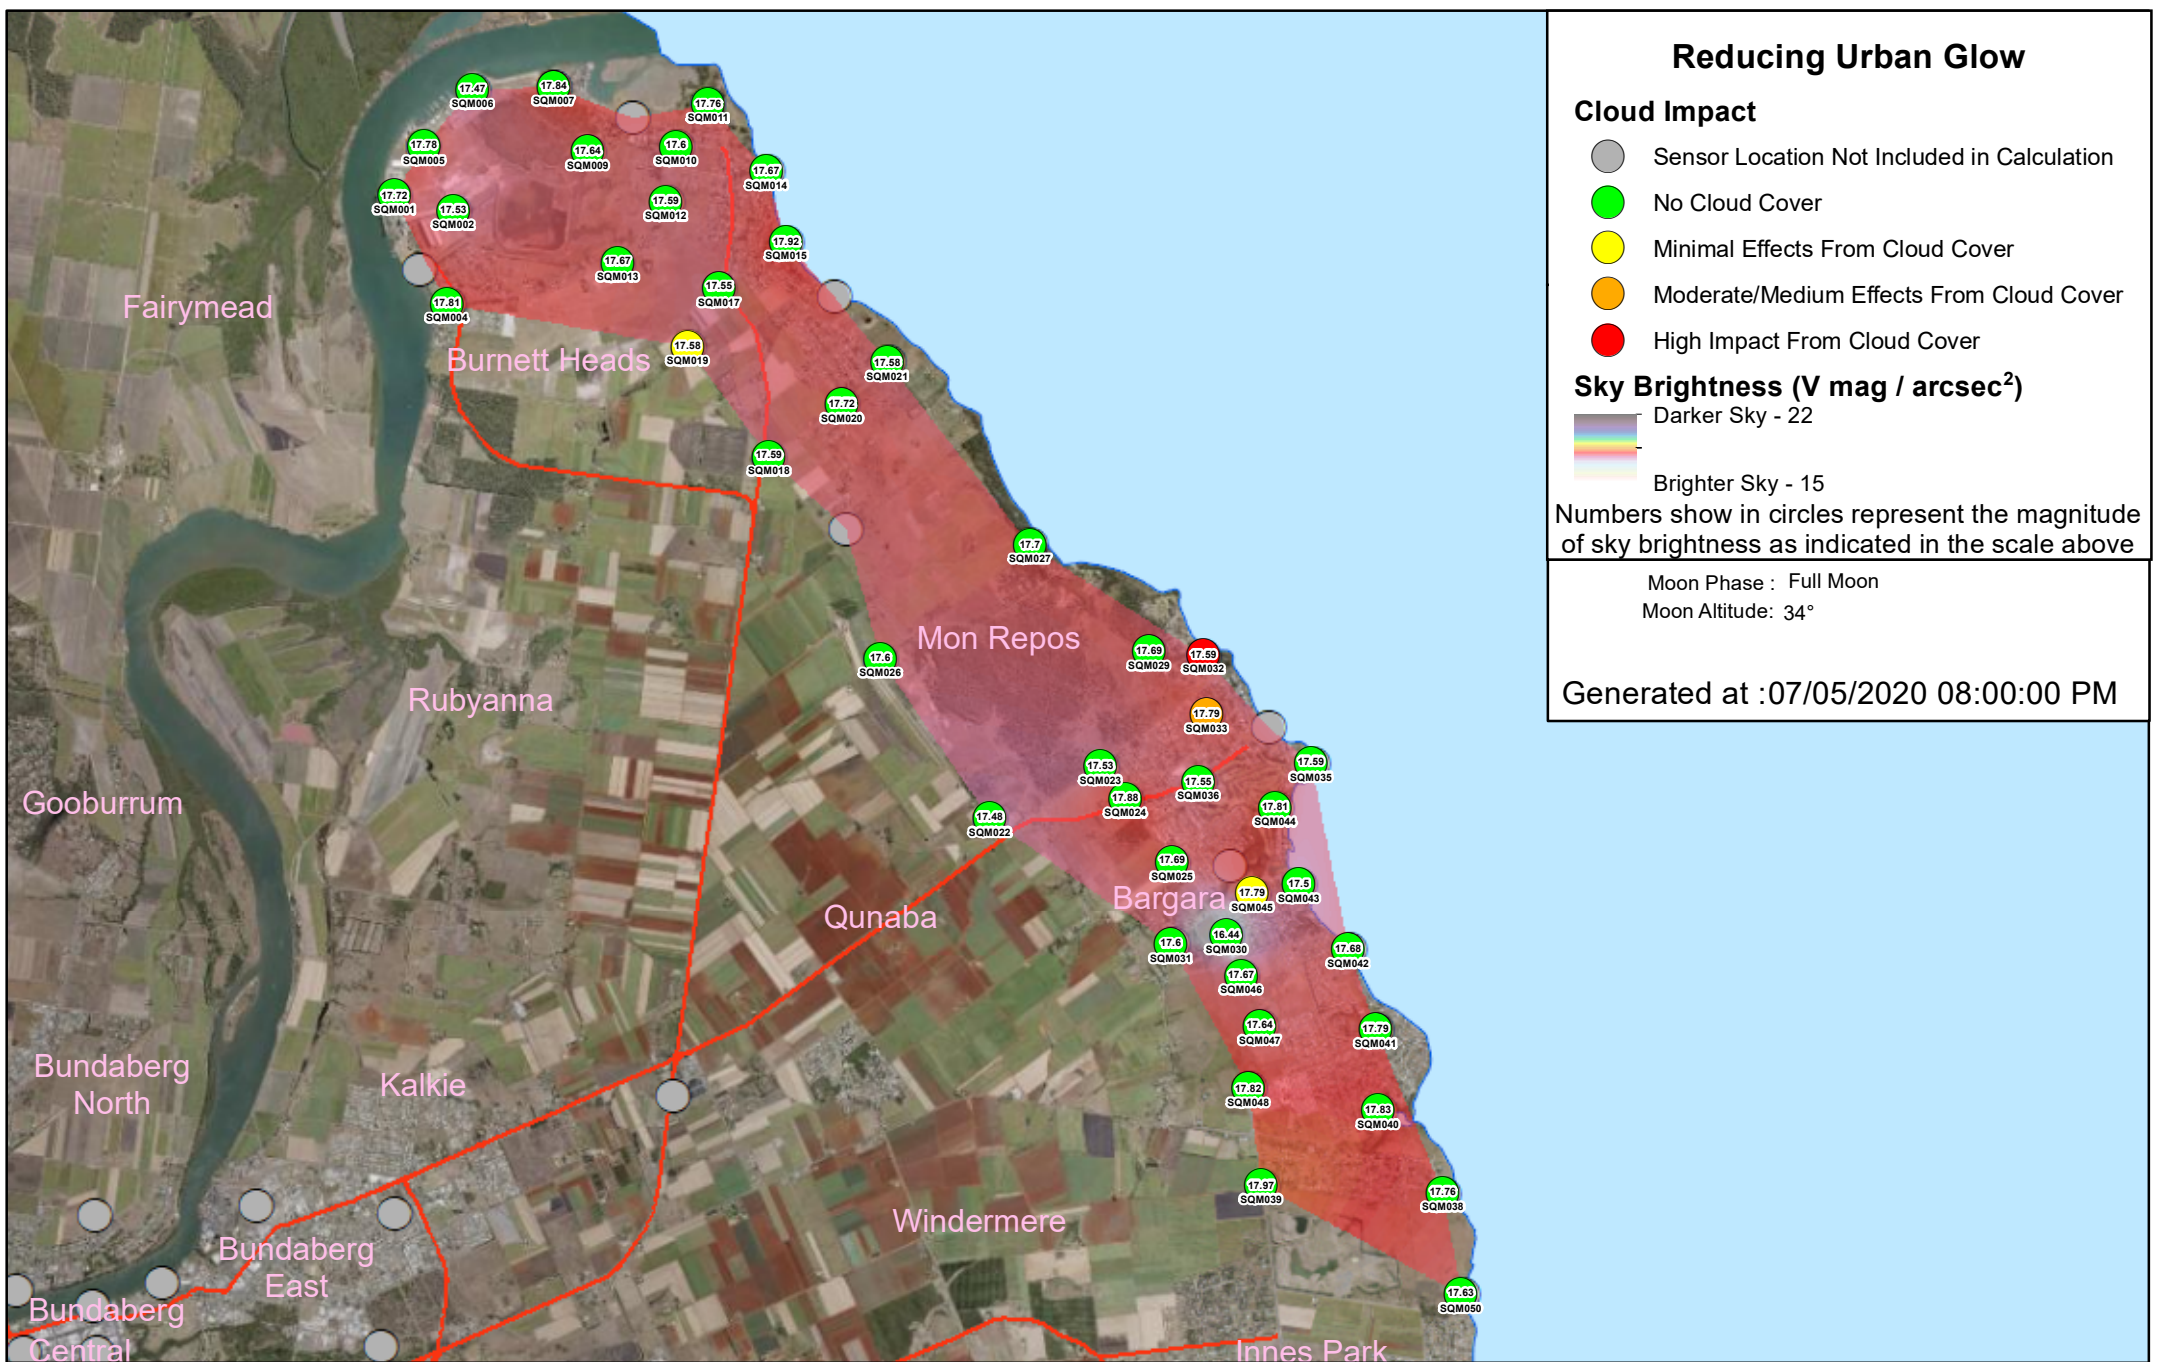 Reducing Urban Glow
Cloud Impact
Sensor Location Not Included in Calculation
No Cloud Cover
Minimal Effects From Cloud Cover
Moderate/Medium Effects From Cloud Cover
High Impact From Cloud Cover
Sky Brightness (V mag / arcsec²)
Darker Sky - 22
Brighter Sky - 15
Numbers show in circles represent the magnitude
of sky brightness as indicated in the scale above
Moon Phase : Full Moon
Moon Altitude: 34°
Generated at :07/05/2020 08:00:00 PM
17.47
SQM006
17.84
SQM007
17.76
SQM011
17.78
SQM005
17.64
SQM009
17.6
SQM010
17.67
SQM014
17.72
SQM001
17.53
SQM002
17.59
SQM012
17.92
SQM015
17.67
SQM013
17.55
SQM017
17.81
SQM004
Fairymead
Burnett Heads
17.58
SQM019
17.58
SQM021
17.72
SQM020
17.59
SQM018
17.7
SQM027
Mon Repos
17.6
SQM026
17.69
SQM029
17.59
SQM032
Rubyanna
17.79
SQM033
17.53
SQM023
17.55
SQM036
17.59
SQM035
Gooburrum
17.88
SQM024
17.81
SQM044
17.48
SQM022
17.69
SQM025
Bargara
17.79
SQM045
17.5
SQM043
Qunaba
17.6
SQM031
16.44
SQM030
17.68
SQM042
17.67
SQM046
17.64
SQM047
17.79
SQM041
Bundaberg
North
Kalkie
17.82
SQM048
17.83
SQM040
17.97
SQM039
17.76
SQM038
Windermere
Bundaberg
East
17.63
SQM050
Bundaberg
Central
Innes Park